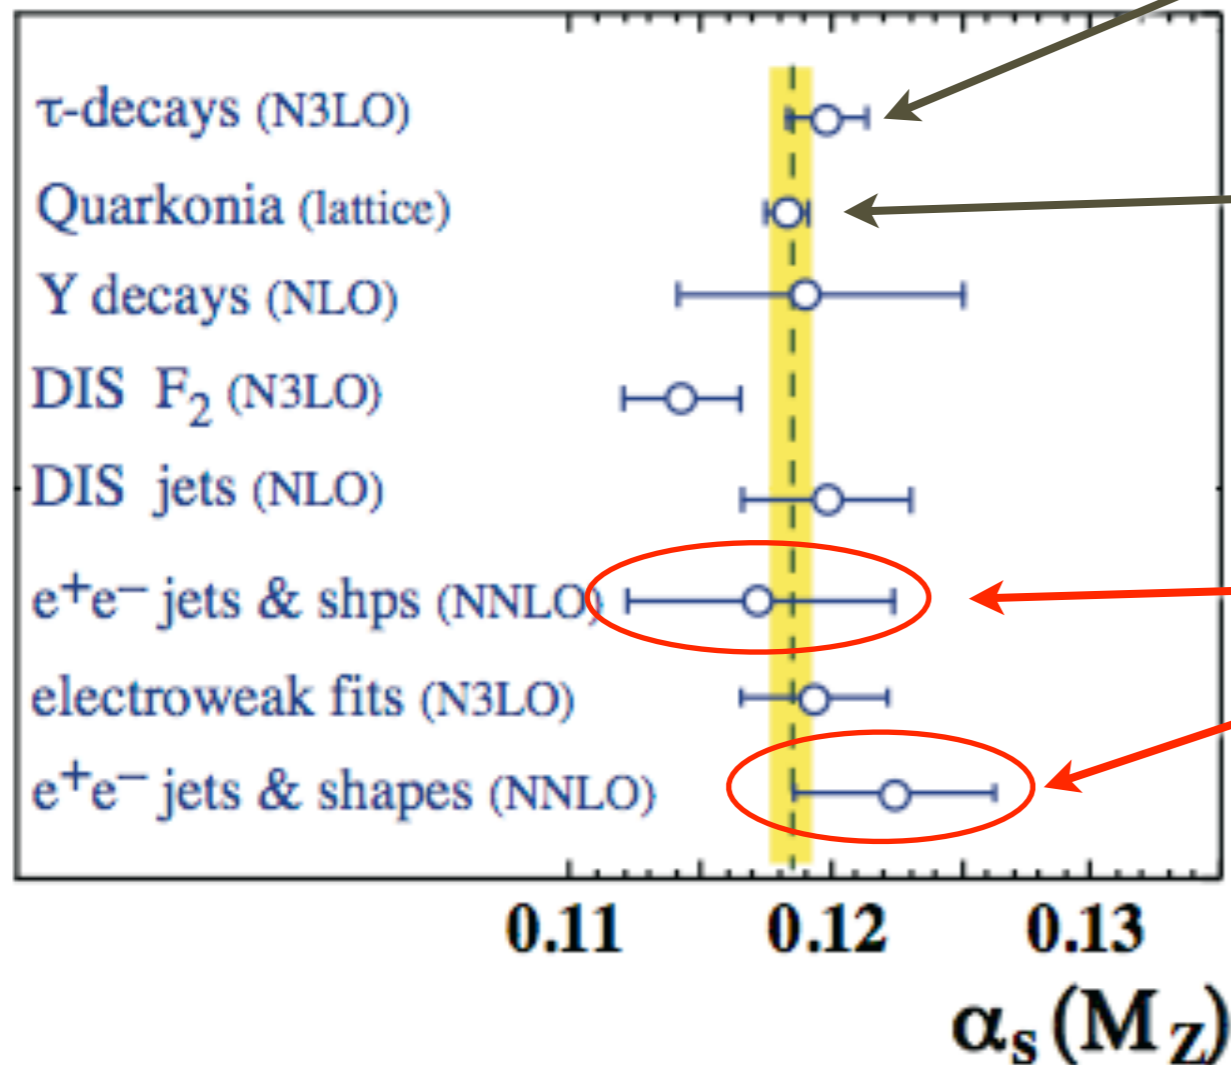 τ-decays (N3LO)
Quarkonia (lattice)
Υ decays (NLO)
DIS F₂ (N3LO)
DIS jets (NLO)
e⁺e⁻ jets & shps (NNLO)
electroweak fits (N3LO)
e⁺e⁻ jets & shapes (NNLO)
0.11 0.12 0.13
αₛ(M_Z)